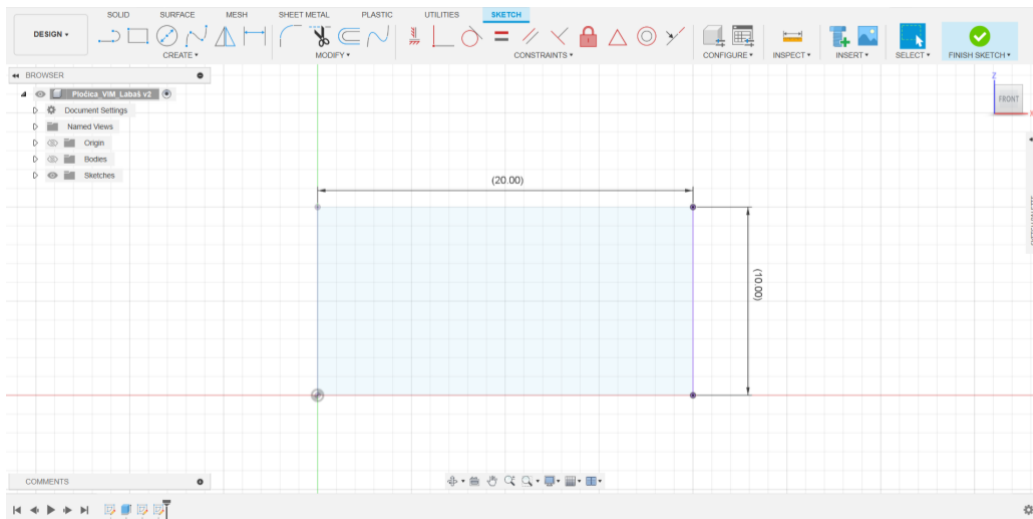 SOLID SURFACE MESH SHEET METAL PLASTIC UTILITIES SKETCH
DESIGN
CREATE MODIFY CONSTRAINTS CONFIGURE INSPECT INSERT SELECT FINISH SKETCH
BROWSER
Pločica_VIM_Labaš v2
Document Settings
Named Views
Origin
Bodies
Sketches
Z
FRONT
X
(20.00)
(10.00)
COMMENTS